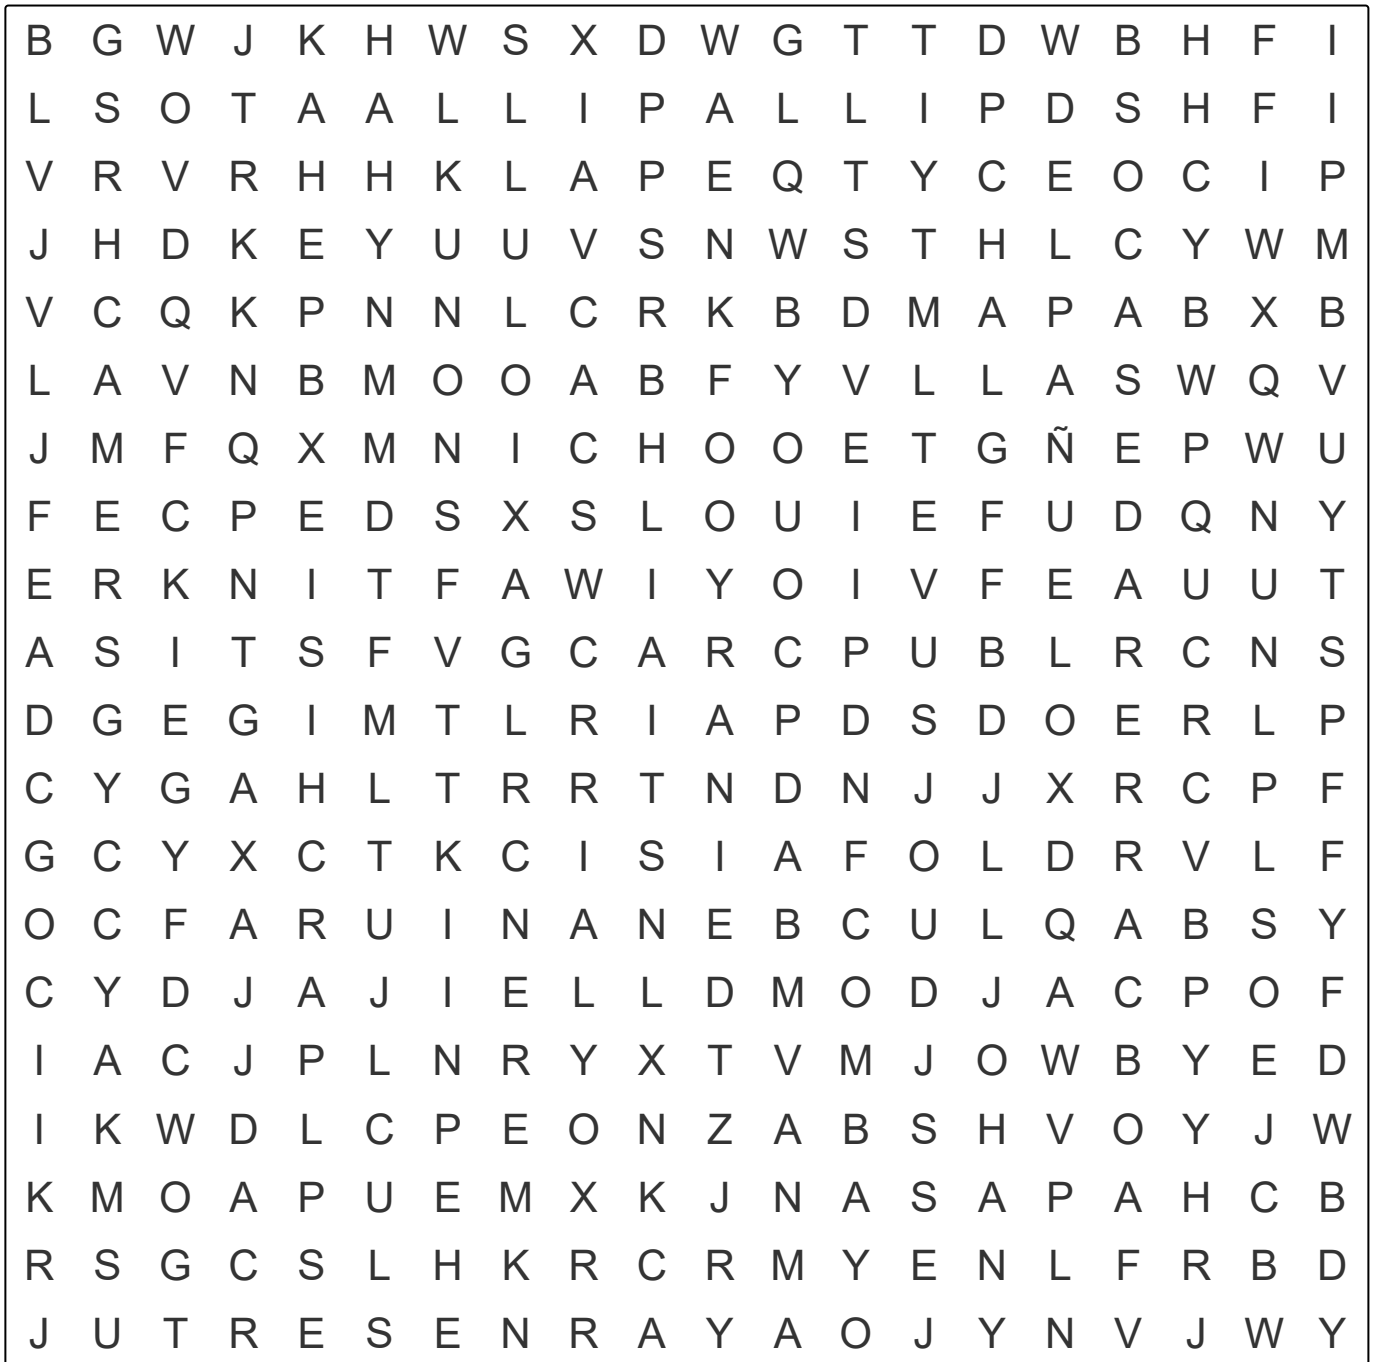 B G W J K H W S X D W G T T D W B H F I
L S O T A A L L I P A L L I P D S H F I
V R V R H H K L A P E Q T Y C E O C I P
J H D K E Y U U V S N W S T H L C Y W M
V C Q K P N N L C R K B D M A P A B X B
L A V N B M O O A B F Y V L L A S W Q V
J M F Q X M N I C H O O E T G Ñ E P W U
F E C P E D S X S L O U I E F U D Q N Y
E R K N I T F A W I Y O I V F E A U U T
A S I T S F V G C A R C P U B L R C N S
D G E G I M T L R I A P D S D O E R L P
C Y G A H L T R R T N D N J J X R C P F
G C Y X C T K C I S I A F O L D R V L F
O C F A R U I N A N E B C U L Q A B S Y
C Y D J A J I E L L D M O D J A C P O F
I A C J P L N R Y X T V M J O W B Y E D
I K W D L C P E O N Z A B S H V O Y J W
K M O A P U E M X K J N A S A P A H C B
R S G C S L H K R C R M Y E N L F R B D
J U T R E S E N R A Y A O J Y N V J W Y